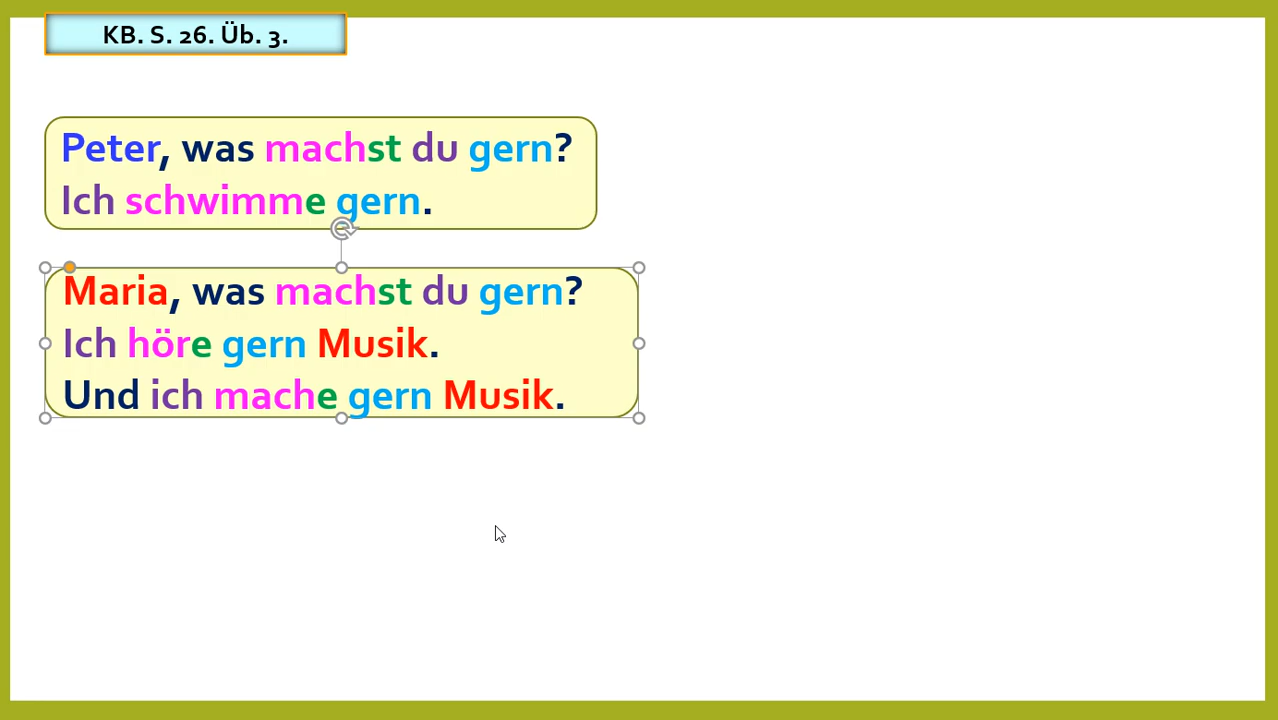 KB. S. 26. Üb. 3.
Peter, was machst du gern?
Ich schwimme gern.
Maria, was machst du gern?
Ich höre gern Musik.
Und ich mache gern Musik.